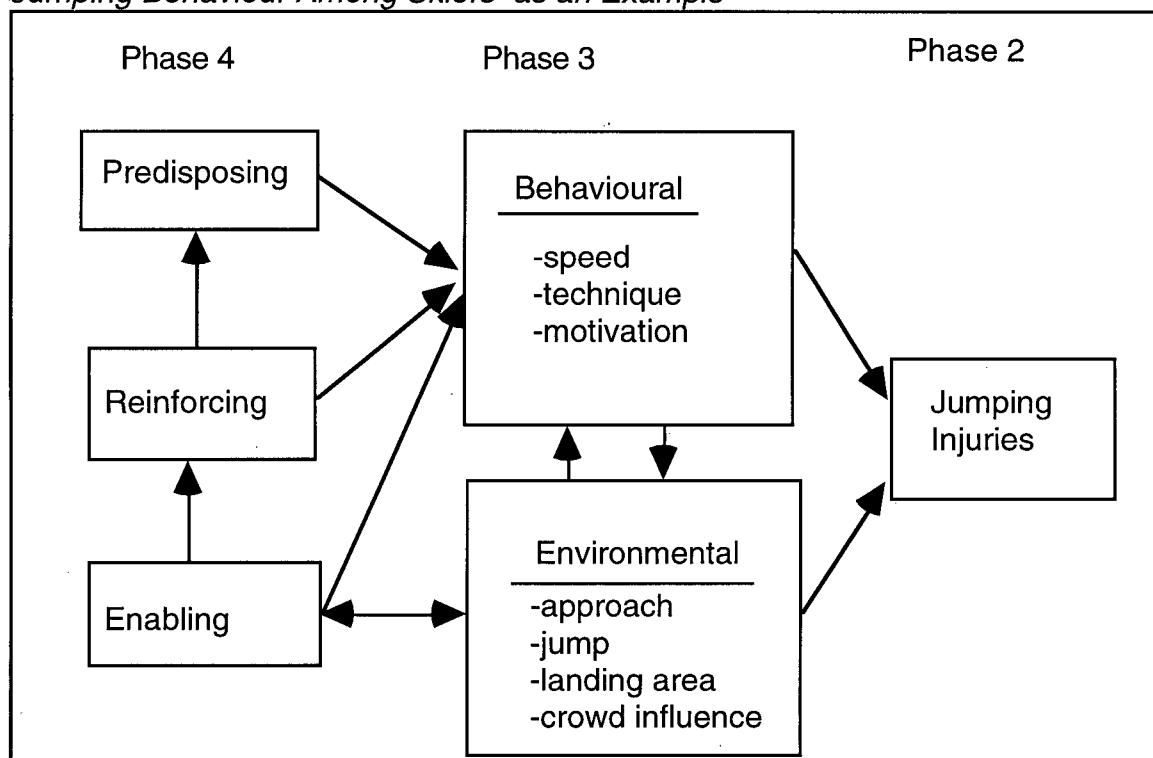 Jumping Behaviour Among Skiers as an Example
Phase 4
Phase 3
Phase 2
Predisposing
Reinforcing
Enabling
Behavioural
-speed
-technique
-motivation
Environmental
-approach
-jump
-landing area
-crowd influence
Jumping
Injuries